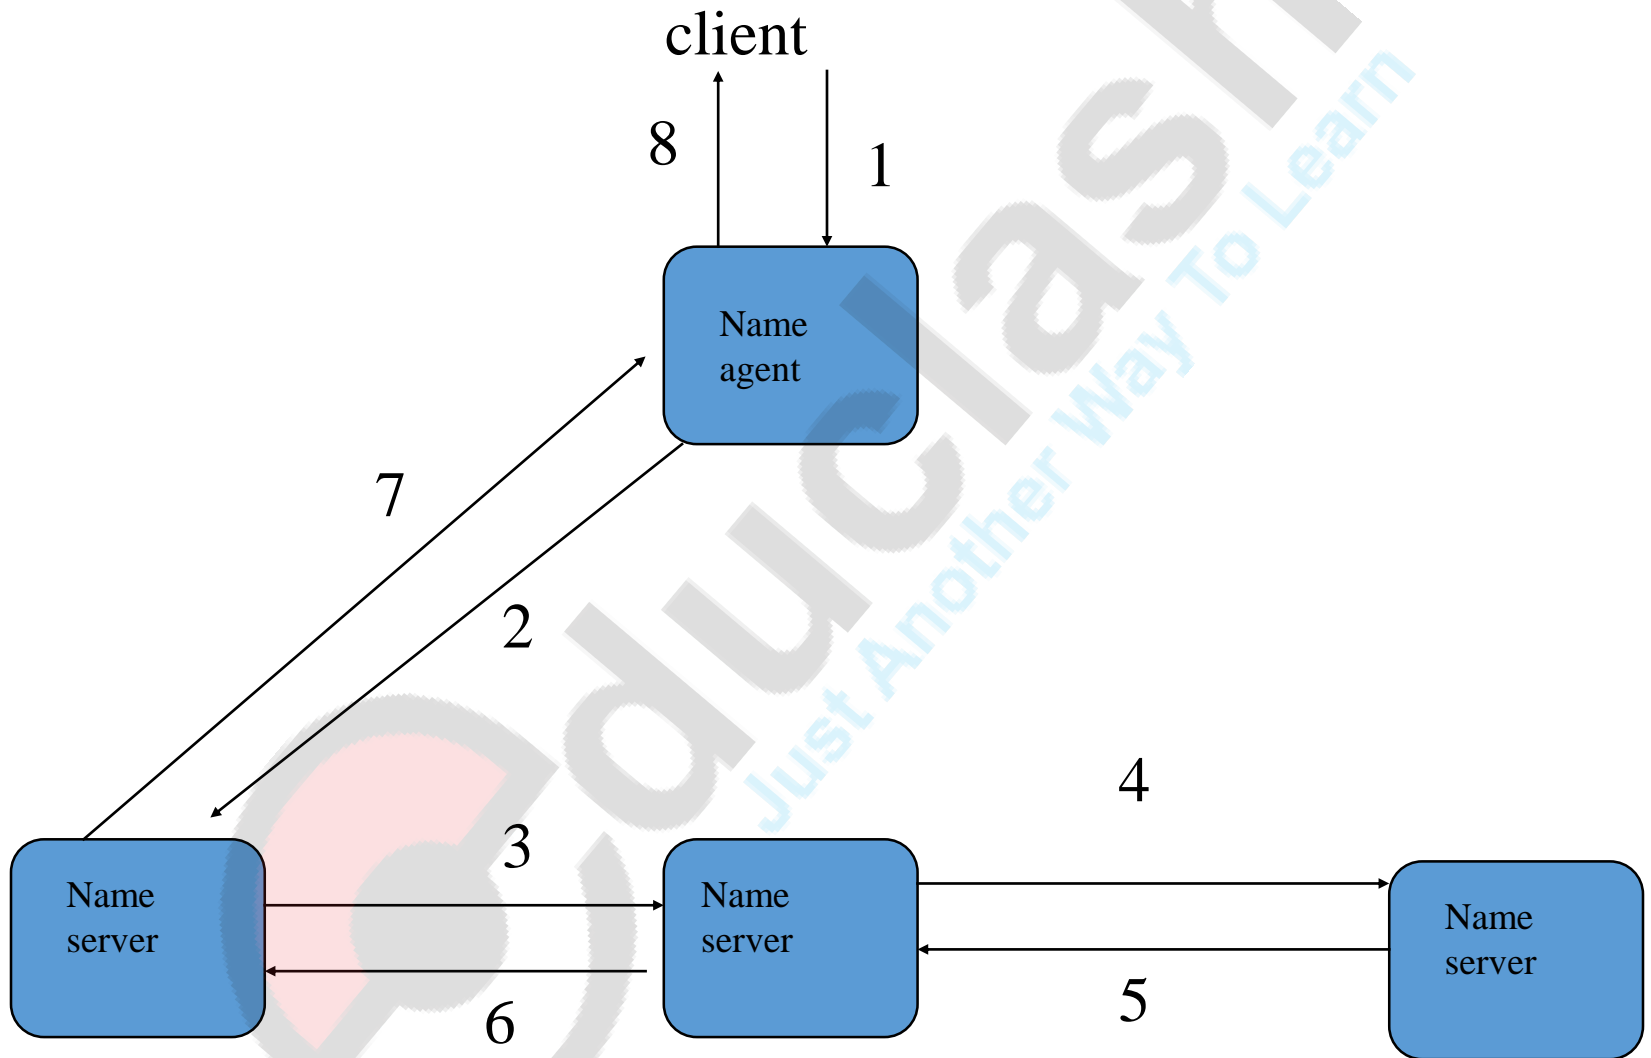 client
8
1
Name
agent
7
2
4
3
Name
server
Name
server
Name
server
6
5
educlash
Just Another Way To Learn